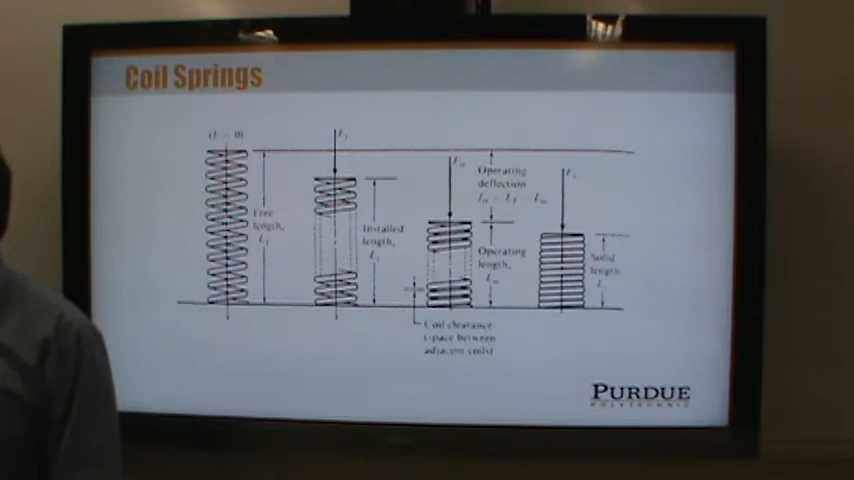 Coil Springs
Free
length,
Installed
length,
Operating
deflection
Operating
length,
Solid
length
Coil clearance
(space between
adjacent coils)
PURDUE
POLYTECHNIC